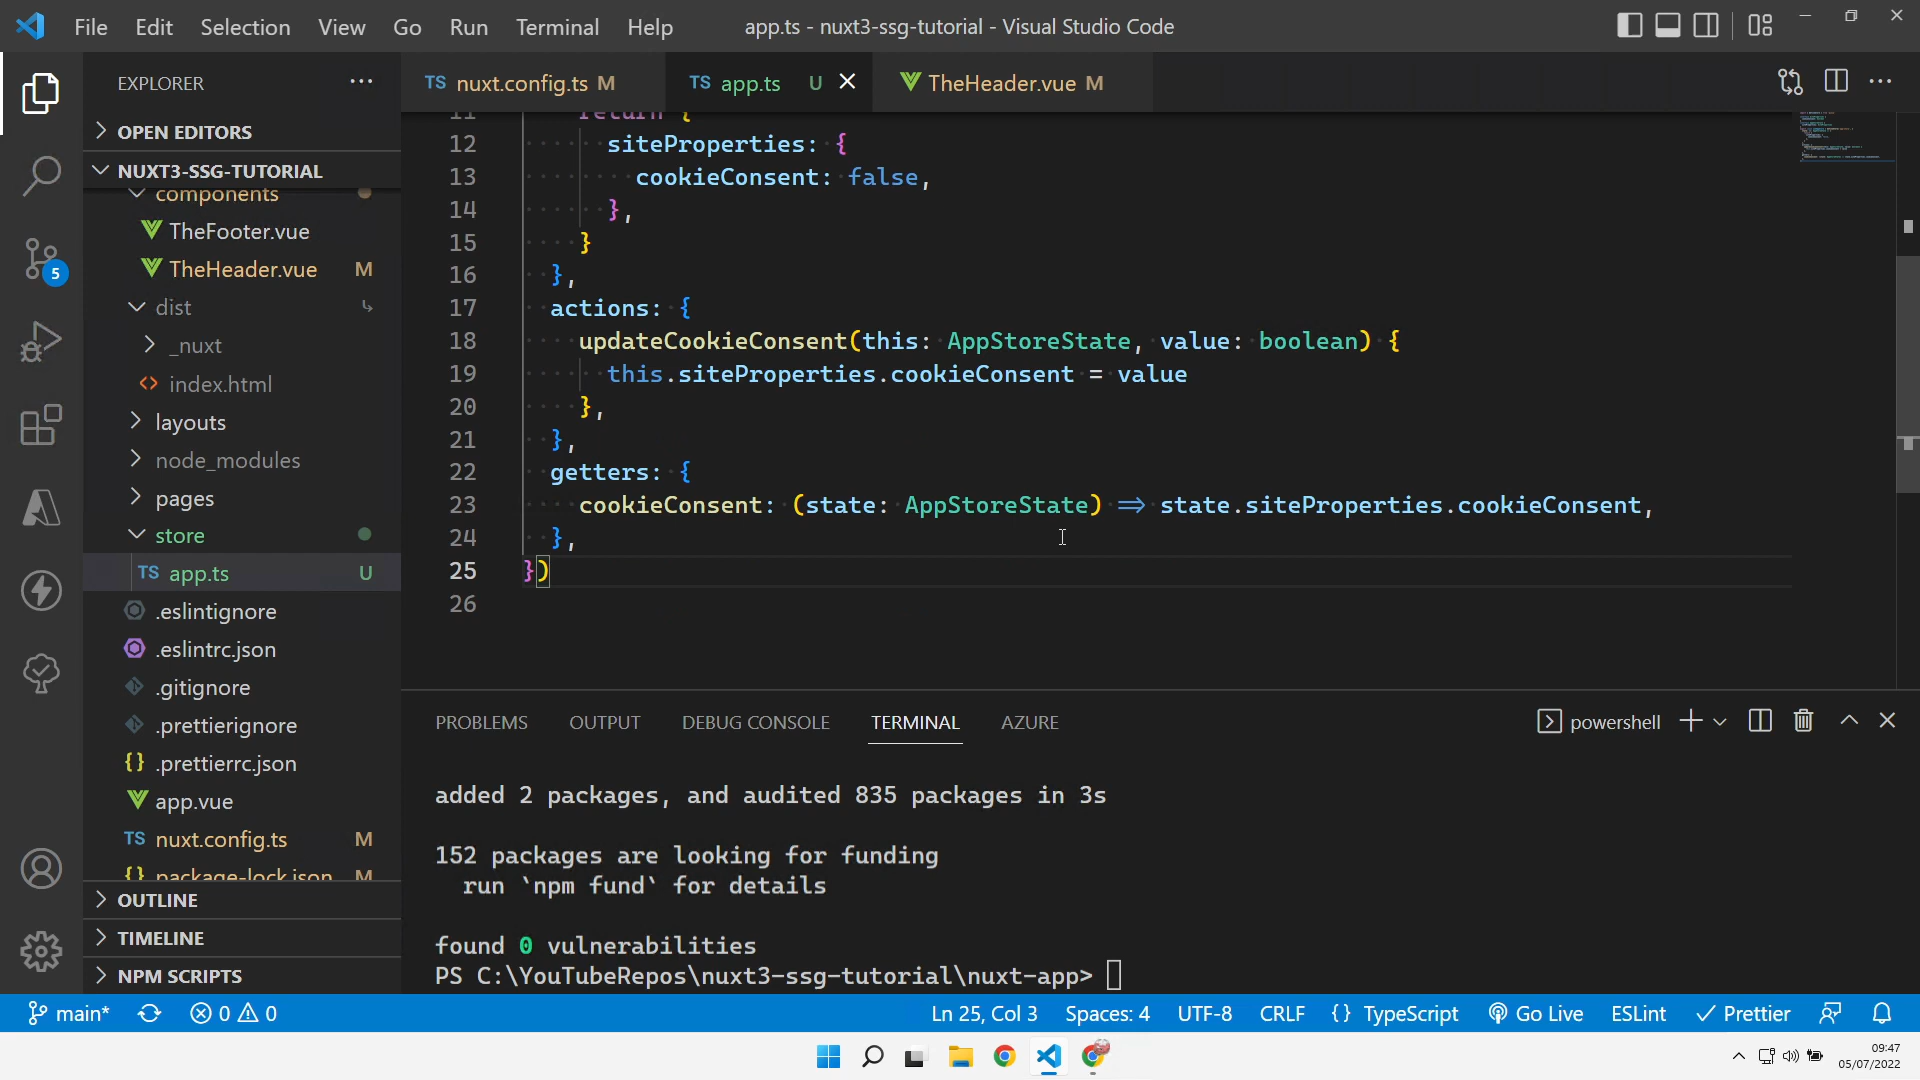 File Edit Selection View Go Run Terminal Help
app.ts - nuxt3-ssg-tutorial - Visual Studio Code
EXPLORER
OPEN EDITORS
NUXT3-SSG-TUTORIAL
components
TheFooter.vue
TheHeader.vue M
dist
_nuxt
index.html
layouts
node_modules
pages
store
TS app.ts U
.eslintignore
.eslintrc.json
.gitignore
.prettierignore
{} .prettierrc.json
app.vue
TS nuxt.config.ts M
{} package-lock.json M
OUTLINE
TIMELINE
NPM SCRIPTS
5
TS nuxt.config.ts M
TS app.ts U
TheHeader.vue M
11 return {
12 siteProperties: {
13 cookieConsent: false,
14 },
15 }
16 },
17 actions: {
18 updateCookieConsent(this: AppStoreState, value: boolean) {
19 this.siteProperties.cookieConsent = value
20 },
21 },
22 getters: {
23 cookieConsent: (state: AppStoreState) => state.siteProperties.cookieConsent,
24 },
25 })
26
PROBLEMS OUTPUT DEBUG CONSOLE TERMINAL AZURE
powershell
added 2 packages, and audited 835 packages in 3s
152 packages are looking for funding
run `npm fund` for details
found 0 vulnerabilities
PS C:\YouTubeRepos\nuxt3-ssg-tutorial\nuxt-app>
main* 0 0
Ln 25, Col 3 Spaces: 4 UTF-8 CRLF {} TypeScript Go Live ESLint Prettier
09:47
05/07/2022